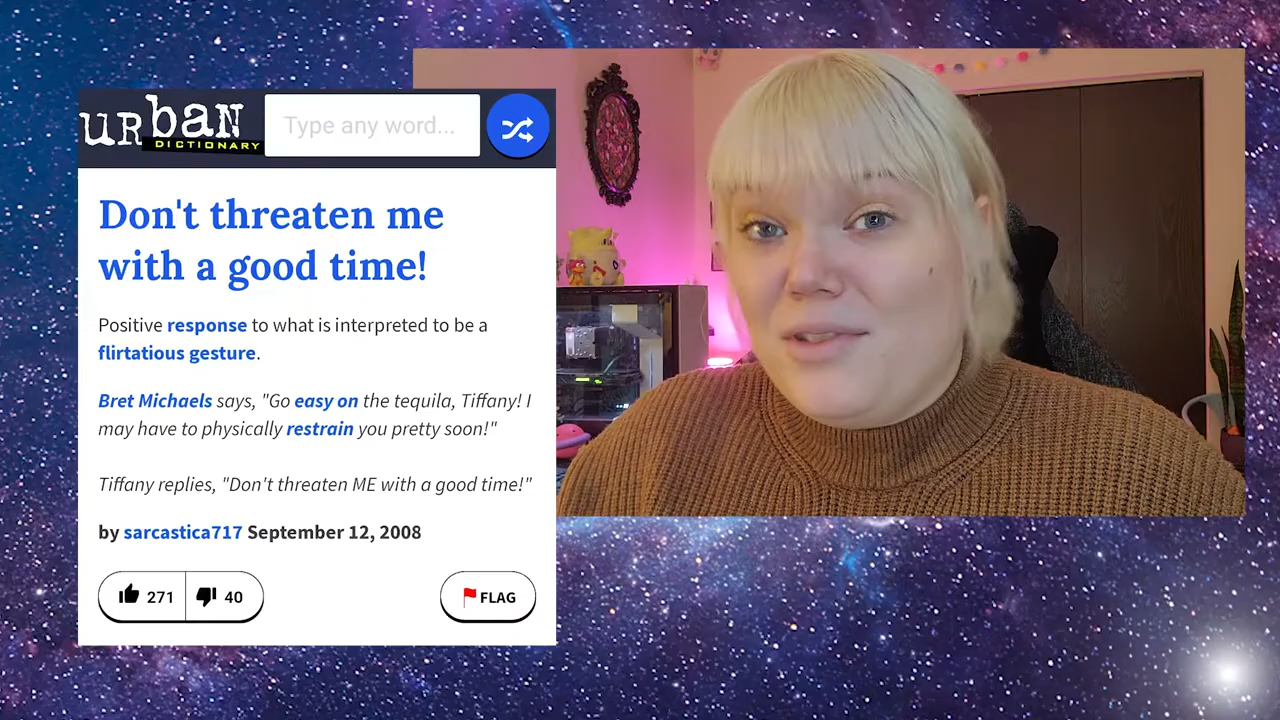 URBAN
DICTIONARY
Type any word...
Don't threaten me
with a good time!
Positive response to what is interpreted to be a
flirtatious gesture.
Bret Michaels says, "Go easy on the tequila, Tiffany! I
may have to physically restrain you pretty soon!"
Tiffany replies, "Don't threaten ME with a good time!"
by sarcastica717 September 12, 2008
271
40
FLAG